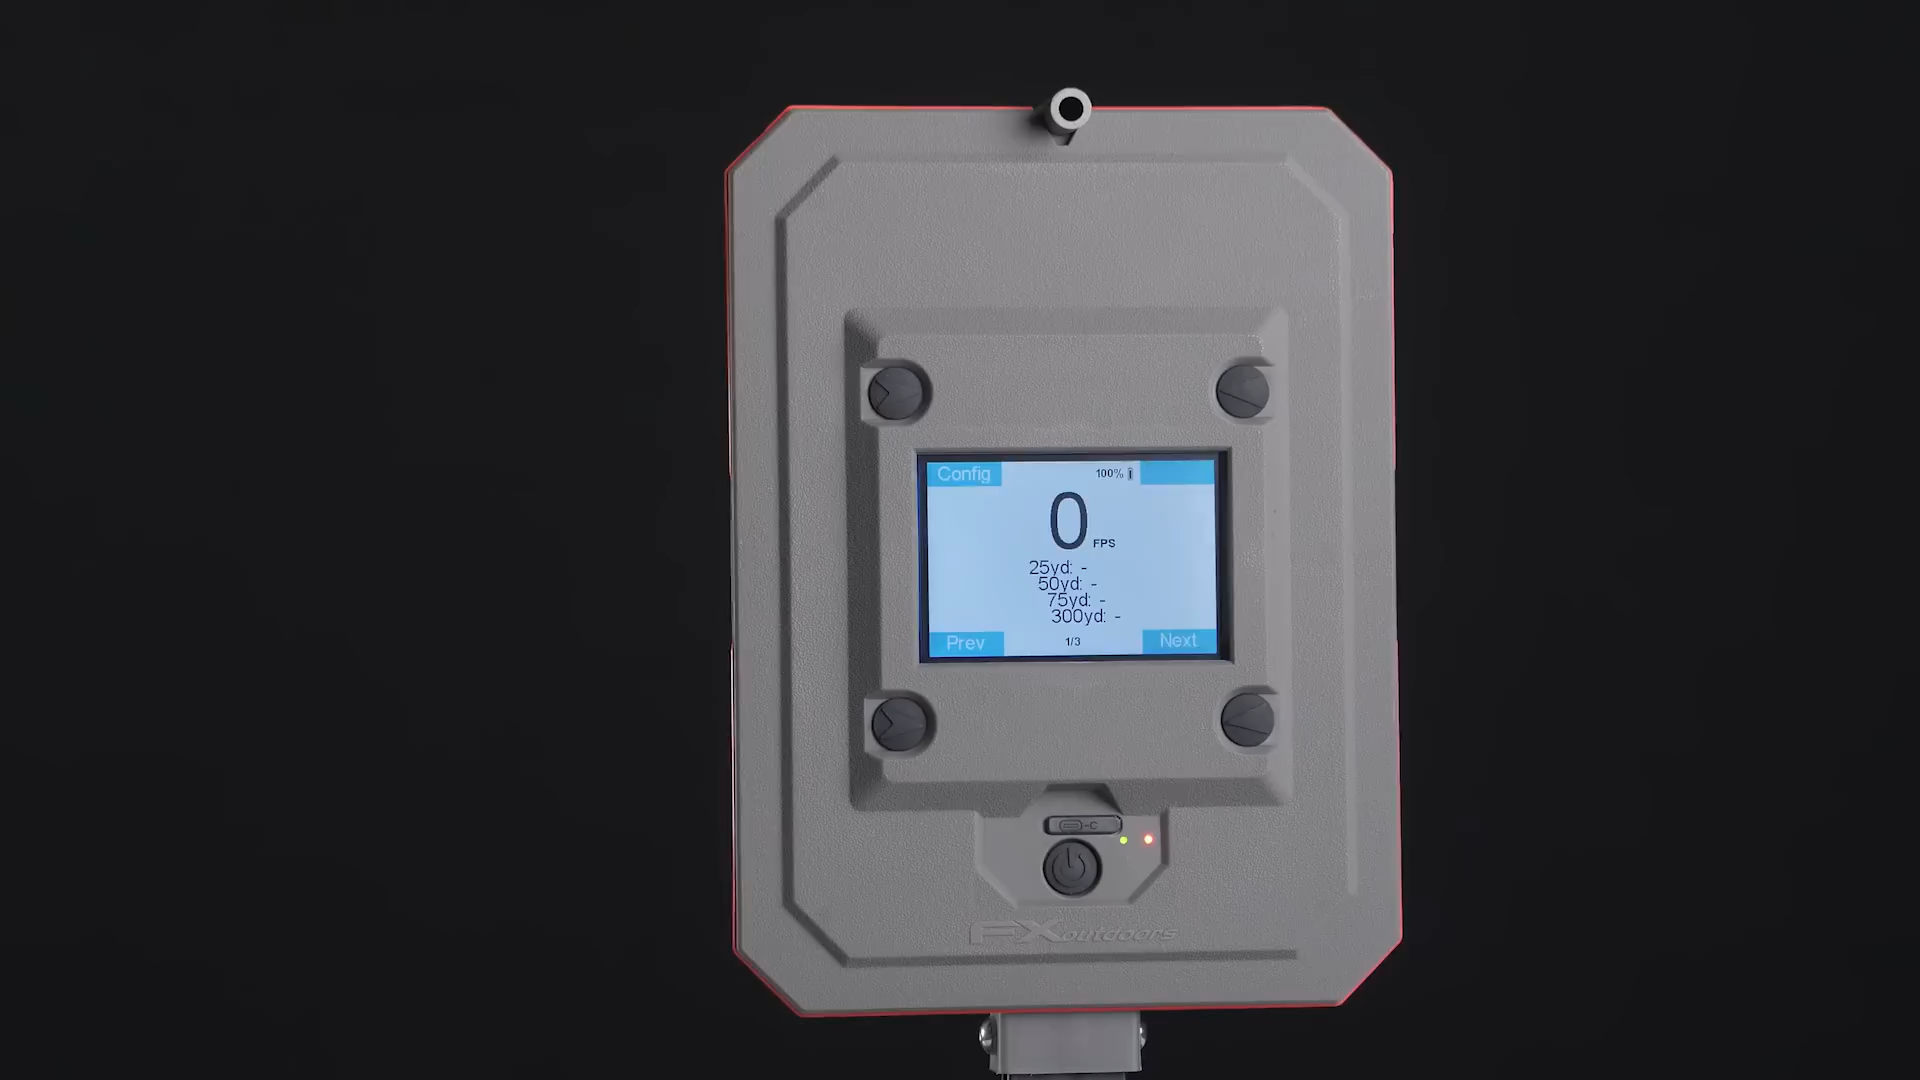 Config
100%
0 FPS
25yd: -
50yd: -
75yd: -
300yd: -
Prev
1/3
Next
-C
FX outdoors